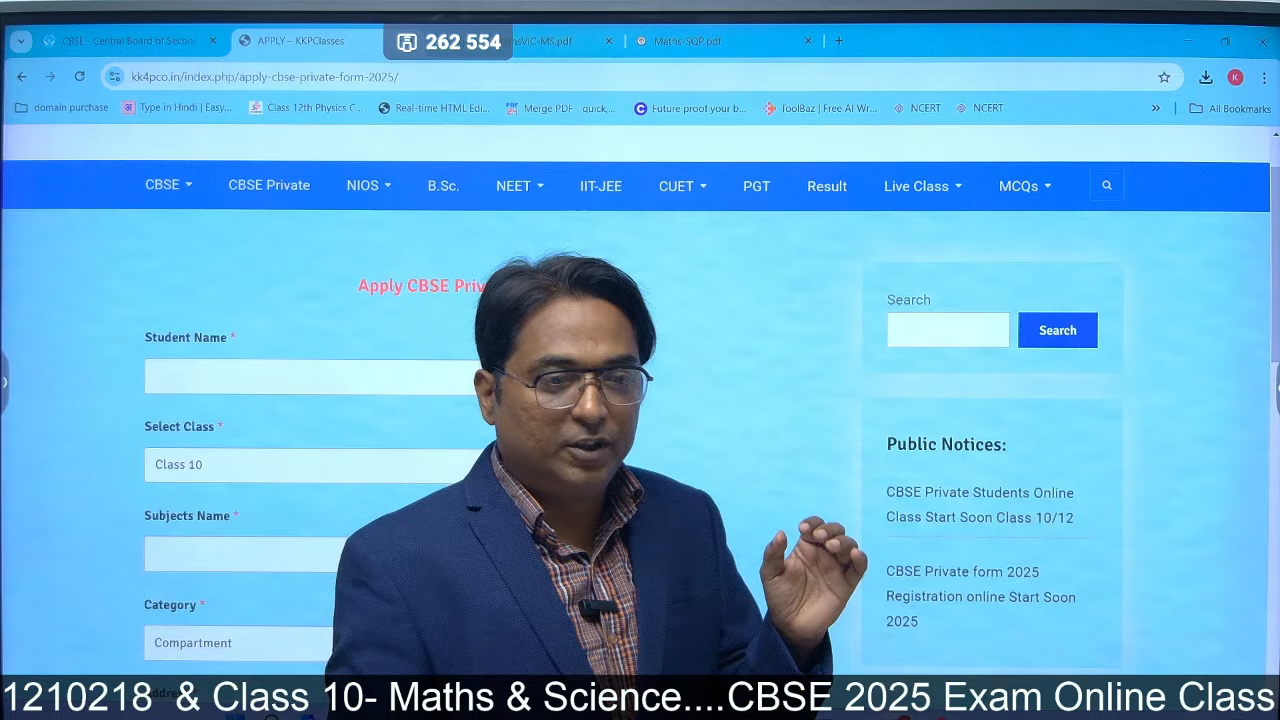 CBSE - Central Board of Second
APPLY – KKPClasses
262 554
hsVIC-MS.pdf
Maths-SQP.pdf
kk4pco.in/index.php/apply-cbse-private-form-2025/
K
domain purchase
Type in Hindi | Easy...
Class 12th Physics C...
Real-time HTML Edi...
Merge PDF - quick,...
Future proof your b...
ToolBaz | Free AI Wr...
NCERT
NCERT
All Bookmarks
CBSE
CBSE Private
NIOS
B.Sc.
NEET
IIT-JEE
CUET
PGT
Result
Live Class
MCQs
Apply CBSE Priv
Student Name *
Select Class *
Class 10
Subjects Name *
Category *
Compartment
Search
Search
Public Notices:
CBSE Private Students Online
Class Start Soon Class 10/12
CBSE Private form 2025
Registration online Start Soon
2025
1210218 & Class 10- Maths & Science....CBSE 2025 Exam Online Class